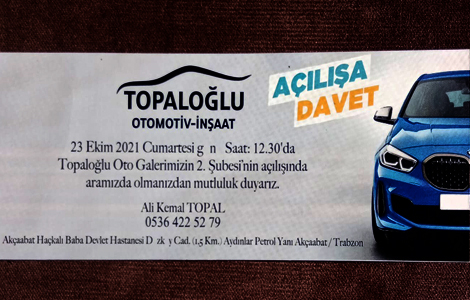 TOPALOĞLU
OTOMOTİV-İNŞAAT
AÇILIŞA
DAVET
23 Ekim 2021 Cumartesi g n Saat: 12.30'da
Topaloğlu Oto Galerimizin 2. Şubesi'nin açılışında
aramızda olmanızdan mutluluk duyarız.
Ali Kemal TOPAL
0536 422 52 79
Akçaabat Haçkalı Baba Devlet Hastanesi D zk y Cad. (1,5 Km.) Aydınlar Petrol Yanı Akçaabat / Trabzon